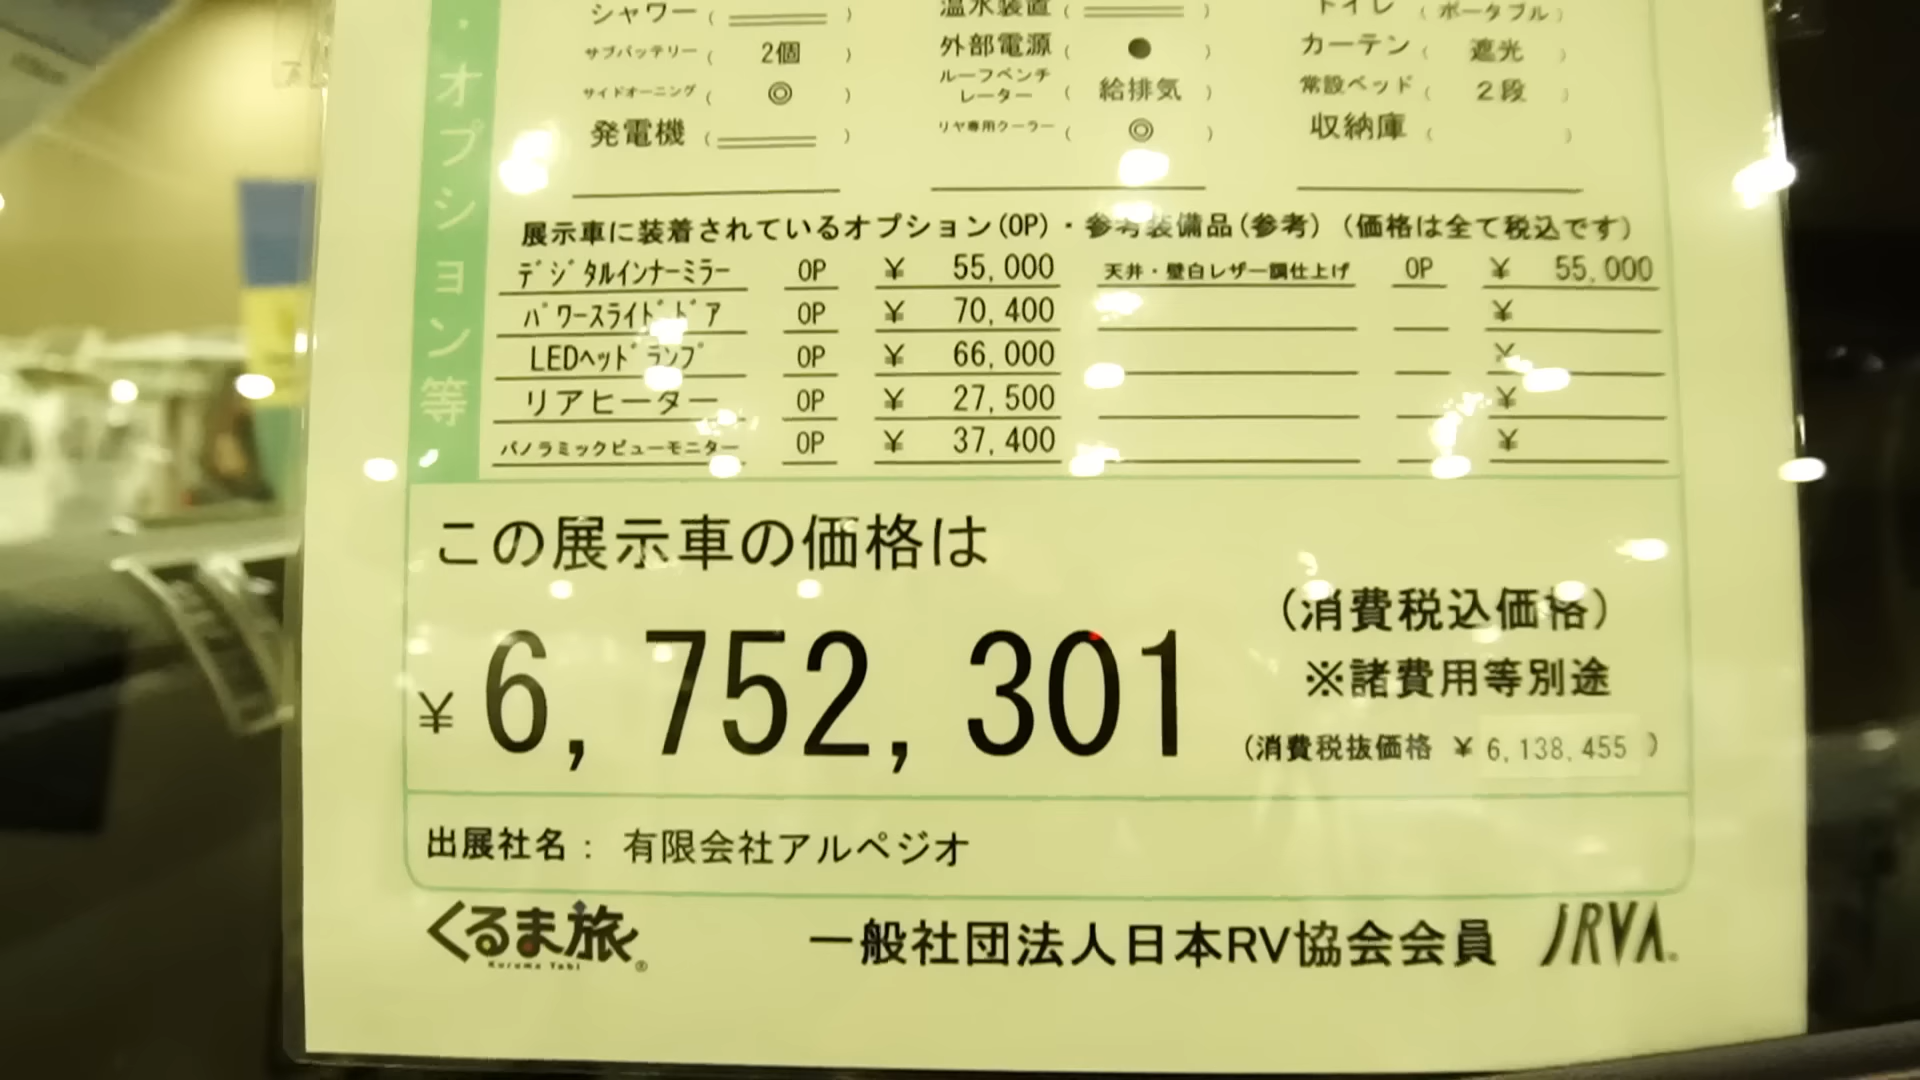 シャワー ( ══ ) 温水装置 ( ══ ) トイレ ( ポータブル )
サブバッテリー ( 2個 ) 外部電源 ( ● ) カーテン ( 遮光 )
サイドオーニング ( ◎ ) ルーフベンチレーター ( 給排気 ) 常設ベッド ( 2段 )
発電機 ( ══ ) リヤ専用クーラー ( ◎ ) 収納庫 ( )
・オプション等・
展示車に装着されているオプション(OP)・参考装備品(参考) (価格は全て税込です)
デジタルインナーミラー OP ¥ 55,000 天井・壁白レザー調仕上げ OP ¥ 55,000
パワースライドドア OP ¥ 70,400 ¥
LEDヘッドランプ OP ¥ 66,000 ¥
リアヒーター OP ¥ 27,500 ¥
パノラミックビューモニター OP ¥ 37,400 ¥
この展示車の価格は
¥ 6,752,301 (消費税込価格)
※諸費用等別途
(消費税抜価格 ¥ 6,138,455 )
出展社名: 有限会社アルペジオ
くるま旅® 一般社団法人日本RV協会会員 JRVA
Kuruma Tabi